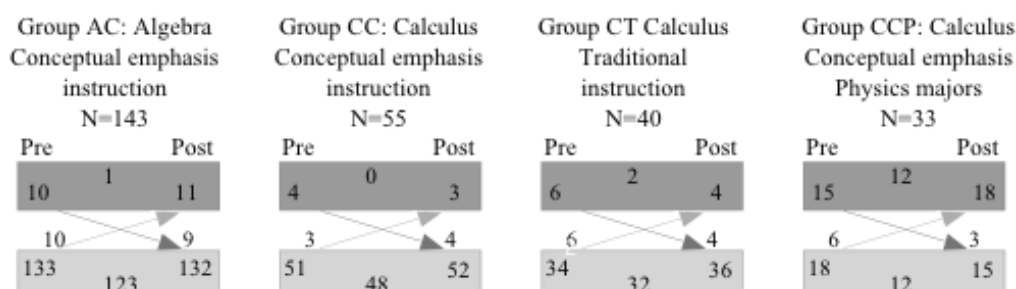 Group AC: Algebra
Conceptual emphasis
instruction
N=143
Pre Post
1
10 11
10 9
133 132
123
Group CC: Calculus
Conceptual emphasis
instruction
N=55
Pre Post
0
4 3
3 4
51 52
48
Group CT Calculus
Traditional
instruction
N=40
Pre Post
2
6 4
6 4
34 36
32
Group CCP: Calculus
Conceptual emphasis
Physics majors
N=33
Pre Post
12
15 18
6 3
18 15
12